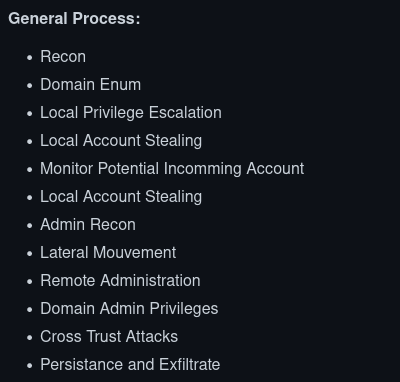 General Process:
• Recon
• Domain Enum
• Local Privilege Escalation
• Local Account Stealing
• Monitor Potential Incomming Account
• Local Account Stealing
• Admin Recon
• Lateral Mouvement
• Remote Administration
• Domain Admin Privileges
• Cross Trust Attacks
• Persistance and Exfiltrate